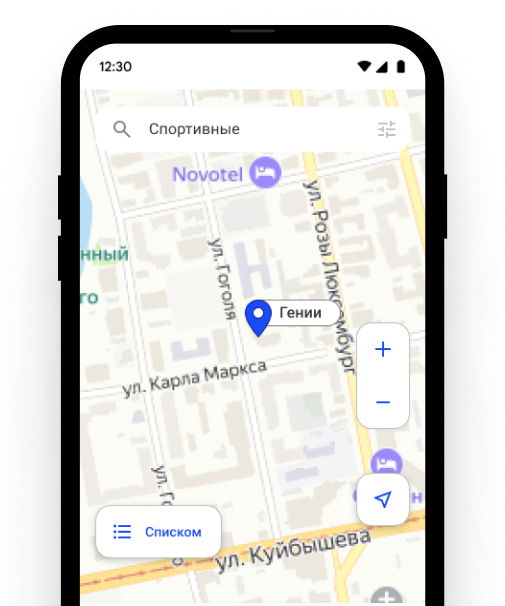 12:30
Спортивные
Novotel
нный
го
ул. Розы Люксембург
ул. Гоголя
Гении
ул. Карла Маркса
ул. Го
Списком
ул. Куйбышева
н